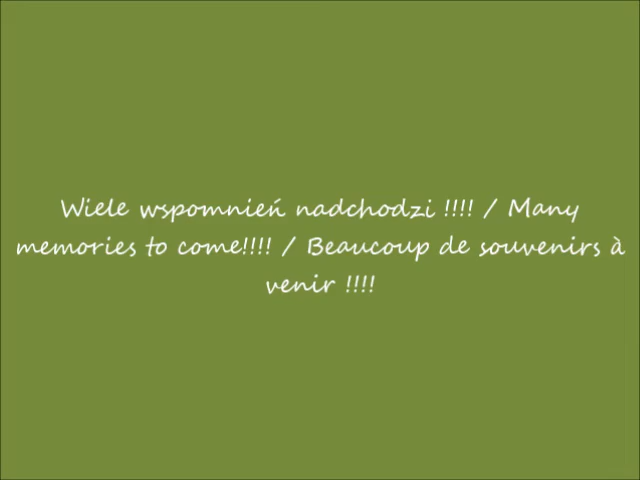 Wiele wspomnień nadchodzi !!!! / Many
memories to come!!!! / Beaucoup de souvenirs à
venir !!!!